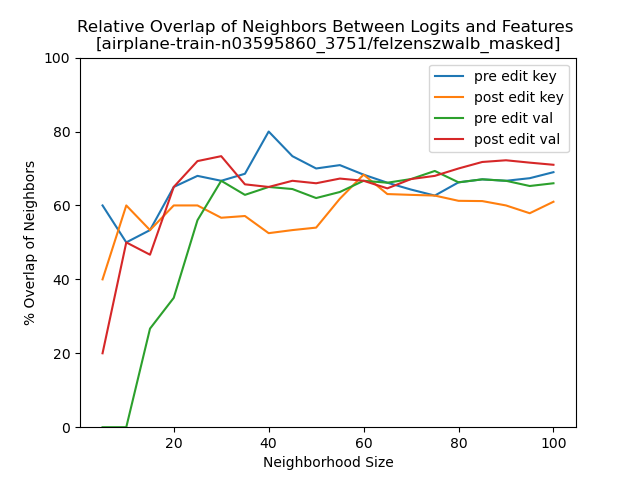 Relative Overlap of Neighbors Between Logits and Features
[airplane-train-n03595860_3751/felzenszwalb_masked]
100
80
60
40
20
0
% Overlap of Neighbors
pre edit key
post edit key
pre edit val
post edit val
20 40 60 80 100
Neighborhood Size